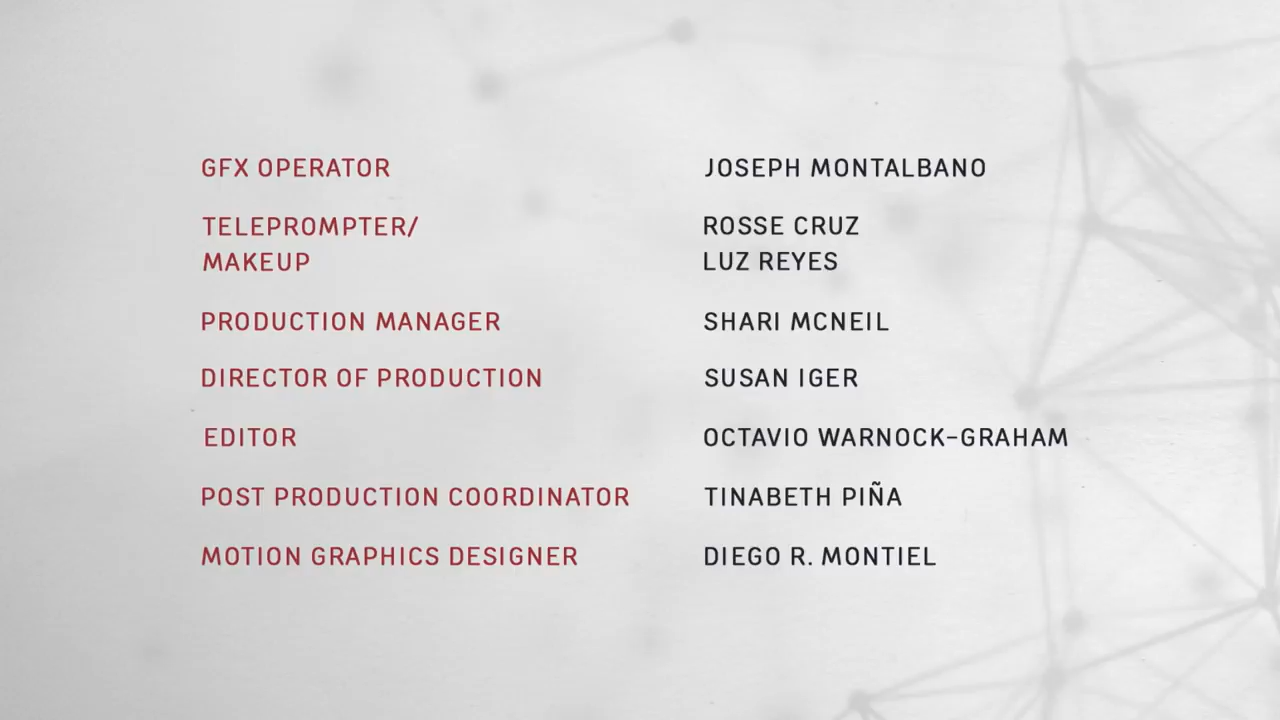 GFX OPERATOR JOSEPH MONTALBANO
TELEPROMPTER/ ROSSE CRUZ
MAKEUP LUZ REYES
PRODUCTION MANAGER SHARI MCNEIL
DIRECTOR OF PRODUCTION SUSAN IGER
EDITOR OCTAVIO WARNOCK-GRAHAM
POST PRODUCTION COORDINATOR TINABETH PIÑA
MOTION GRAPHICS DESIGNER DIEGO R. MONTIEL